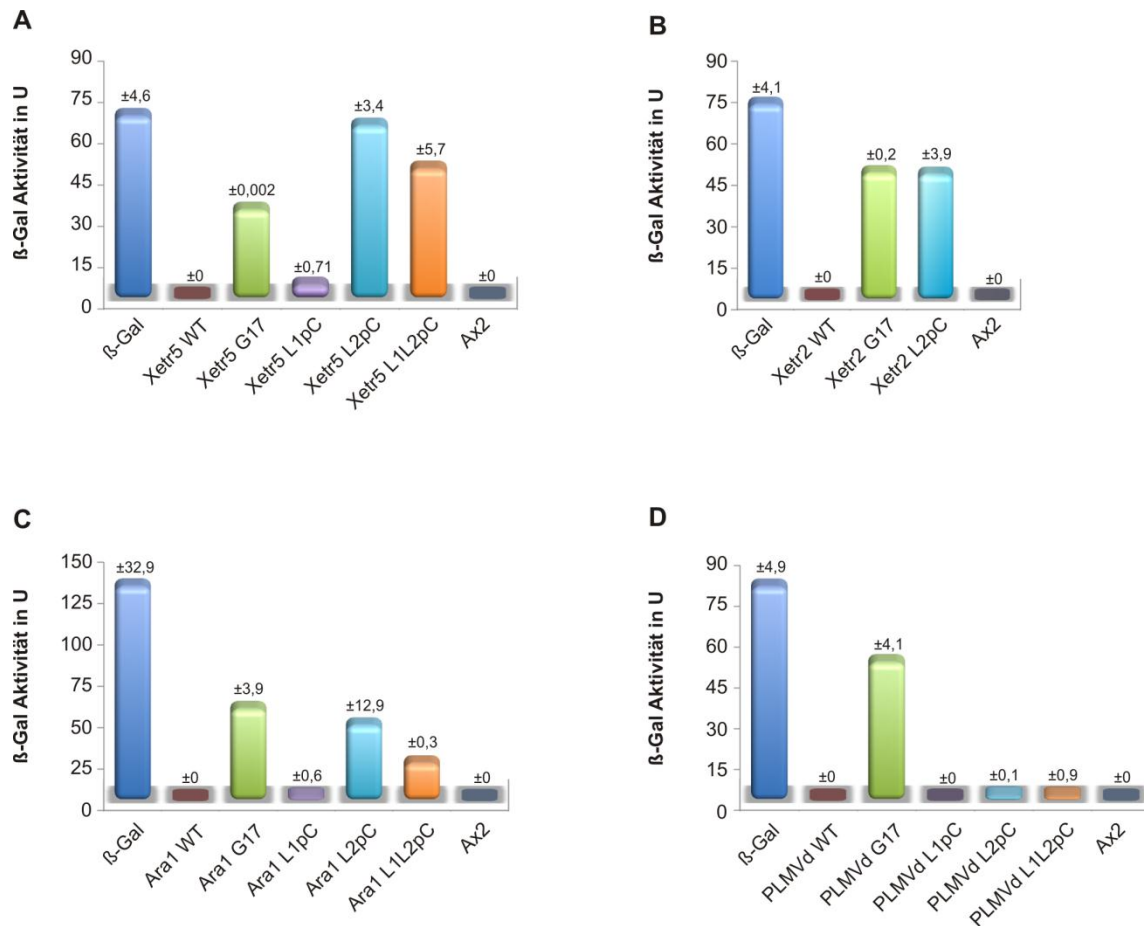 A
ß-Gal Aktivität in U
90
75
60
45
30
15
0
±4,6
±0
±0,002
±0,71
±3,4
±5,7
±0
ß-Gal
Xetr5 WT
Xetr5 G17
Xetr5 L1pC
Xetr5 L2pC
Xetr5 L1L2pC
Ax2
B
ß-Gal Aktivität in U
90
75
60
45
30
15
0
±4,1
±0
±0,2
±3,9
±0
ß-Gal
Xetr2 WT
Xetr2 G17
Xetr2 L2pC
Ax2
C
ß-Gal Aktivität in U
150
125
100
75
50
25
0
±32,9
±0
±3,9
±0,6
±12,9
±0,3
±0
ß-Gal
Ara1 WT
Ara1 G17
Ara1 L1pC
Ara1 L2pC
Ara1 L1L2pC
Ax2
D
ß-Gal Aktivität in U
90
75
60
45
30
15
0
±4,9
±0
±4,1
±0
±0,1
±0,9
±0
ß-Gal
PLMVd WT
PLMVd G17
PLMVd L1pC
PLMVd L2pC
PLMVd L1L2pC
Ax2